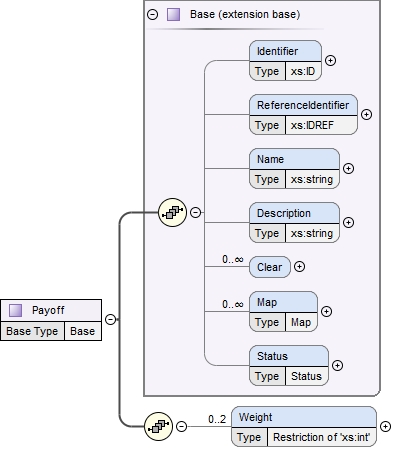 Base (extension base)
Identifier
Type xs:ID
ReferenceIdentifier
Type xs:IDREF
Name
Type xs:string
Description
Type xs:string
0..∞ Clear
0..∞ Map
Type Map
Status
Type Status
Payoff
Base Type Base
0..2 Weight
Type Restriction of 'xs:int'